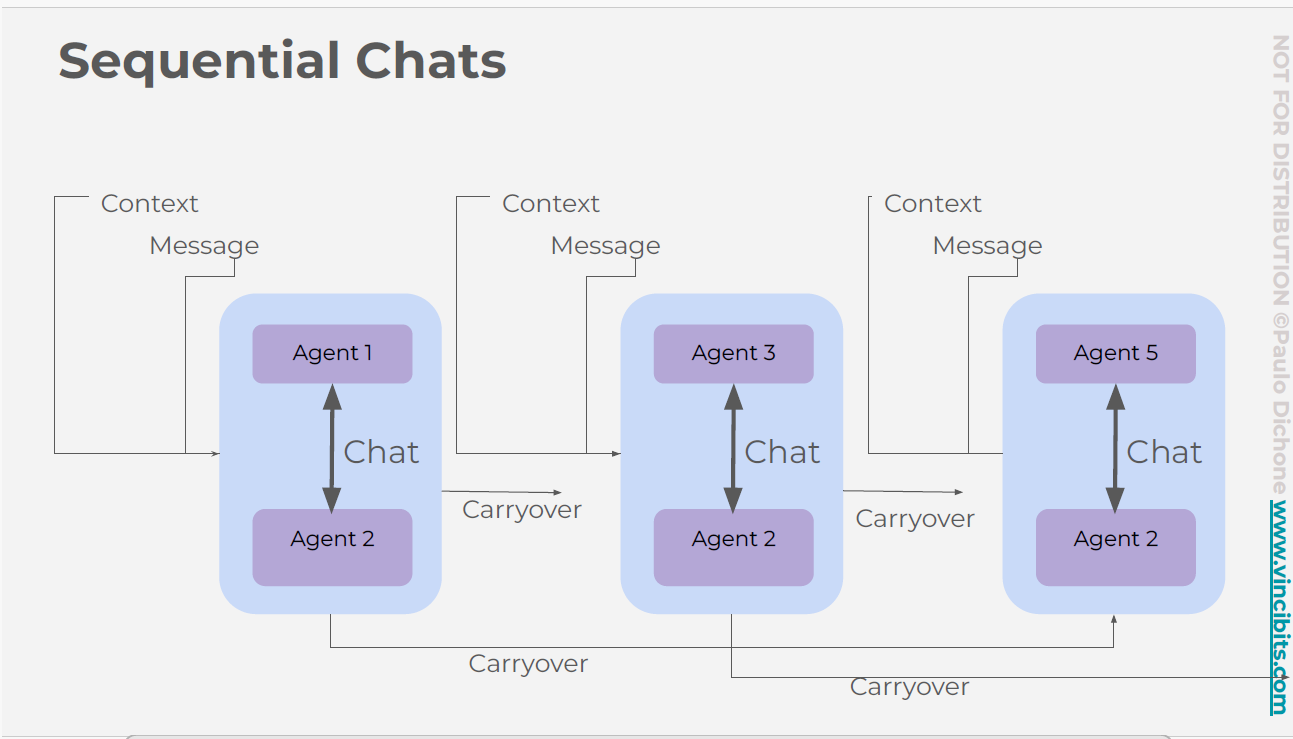 Sequential Chats
Context
Message
Context
Message
Context
Message
Agent 1
Chat
Agent 2
Carryover
Agent 3
Chat
Agent 2
Carryover
Agent 5
Chat
Agent 2
Carryover
Carryover
NOT FOR DISTRIBUTION ©Paulo Dichone www.vincibits.com